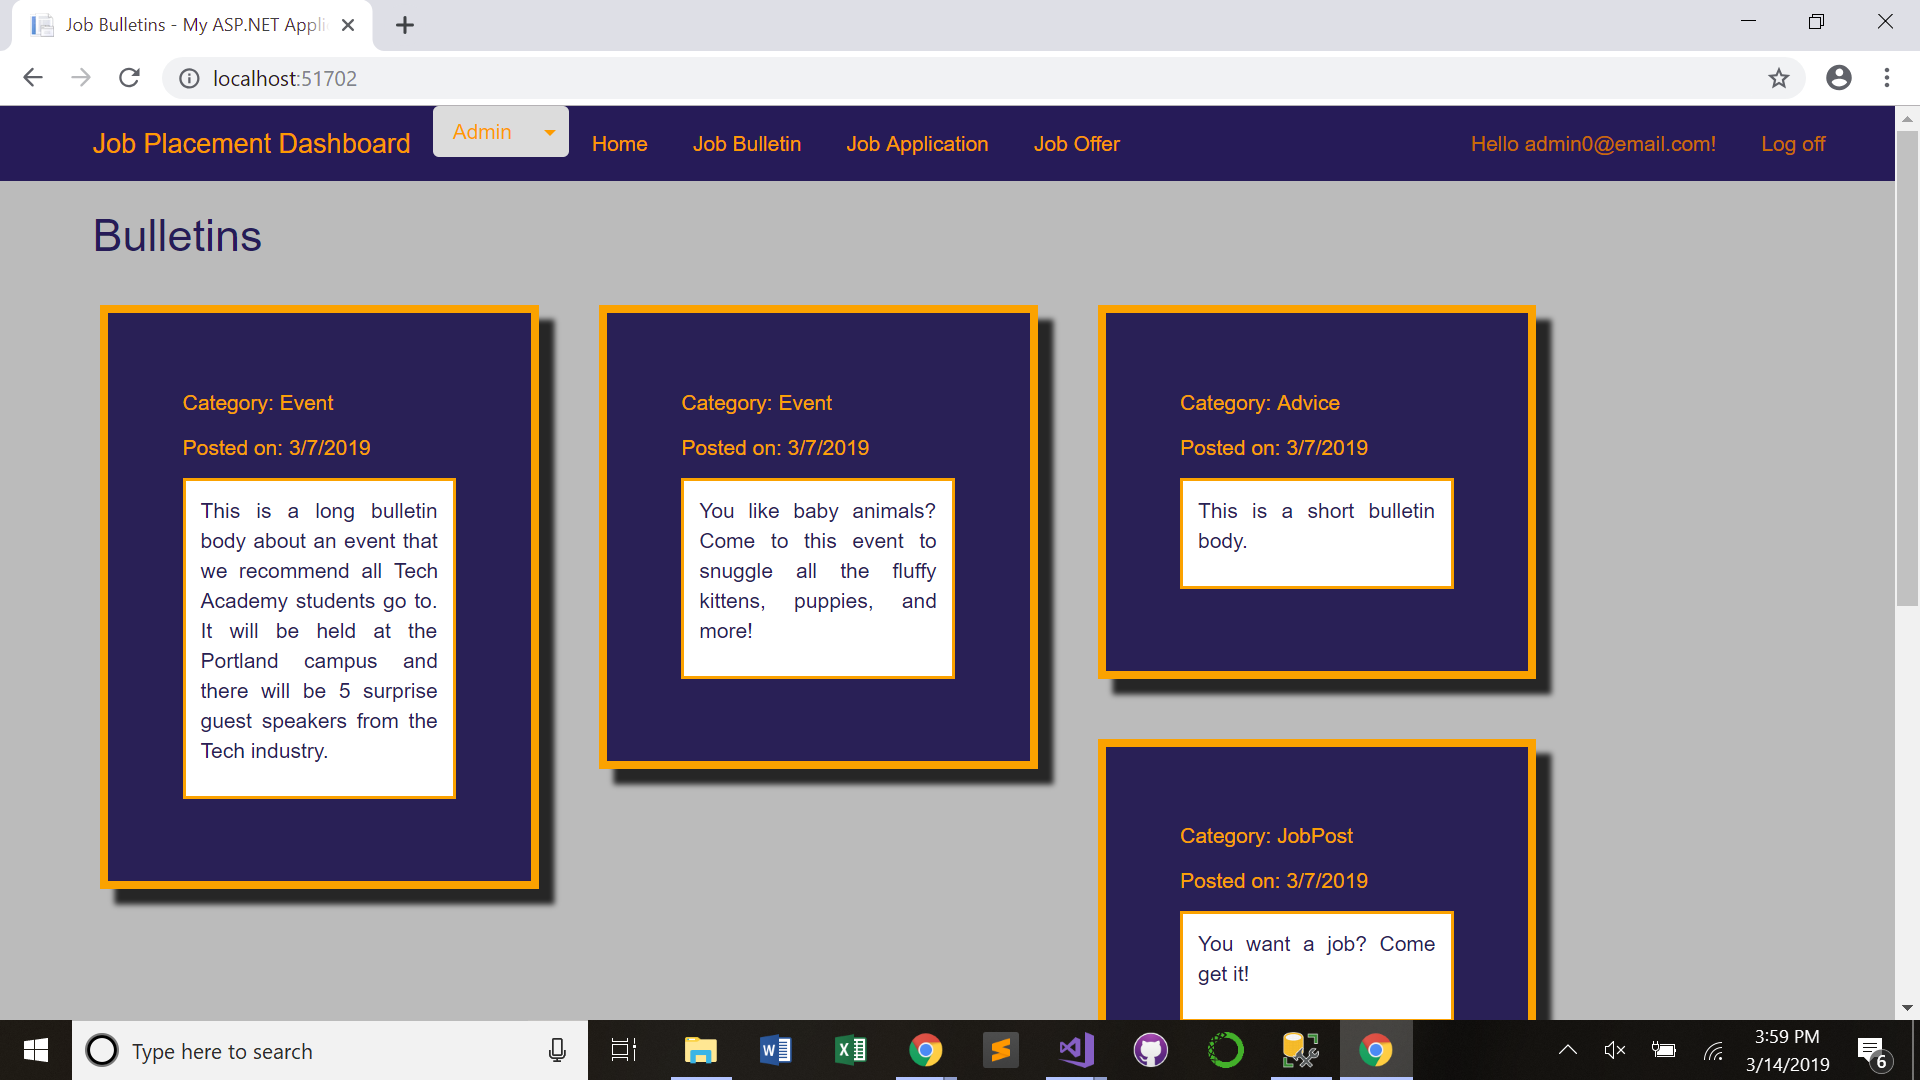 Job Bulletins - My ASP.NET Appli
localhost:51702
Job Placement Dashboard
Admin
Home
Job Bulletin
Job Application
Job Offer
Hello admin0@email.com!
Log off
Bulletins
Category: Event
Posted on: 3/7/2019
This is a long bulletin
body about an event that
we recommend all Tech
Academy students go to.
It will be held at the
Portland campus and
there will be 5 surprise
guest speakers from the
Tech industry.
Category: Event
Posted on: 3/7/2019
You like baby animals?
Come to this event to
snuggle all the fluffy
kittens, puppies, and
more!
Category: Advice
Posted on: 3/7/2019
This is a short bulletin
body.
Category: JobPost
Posted on: 3/7/2019
You want a job? Come
get it!
Type here to search
3:59 PM
3/14/2019
6